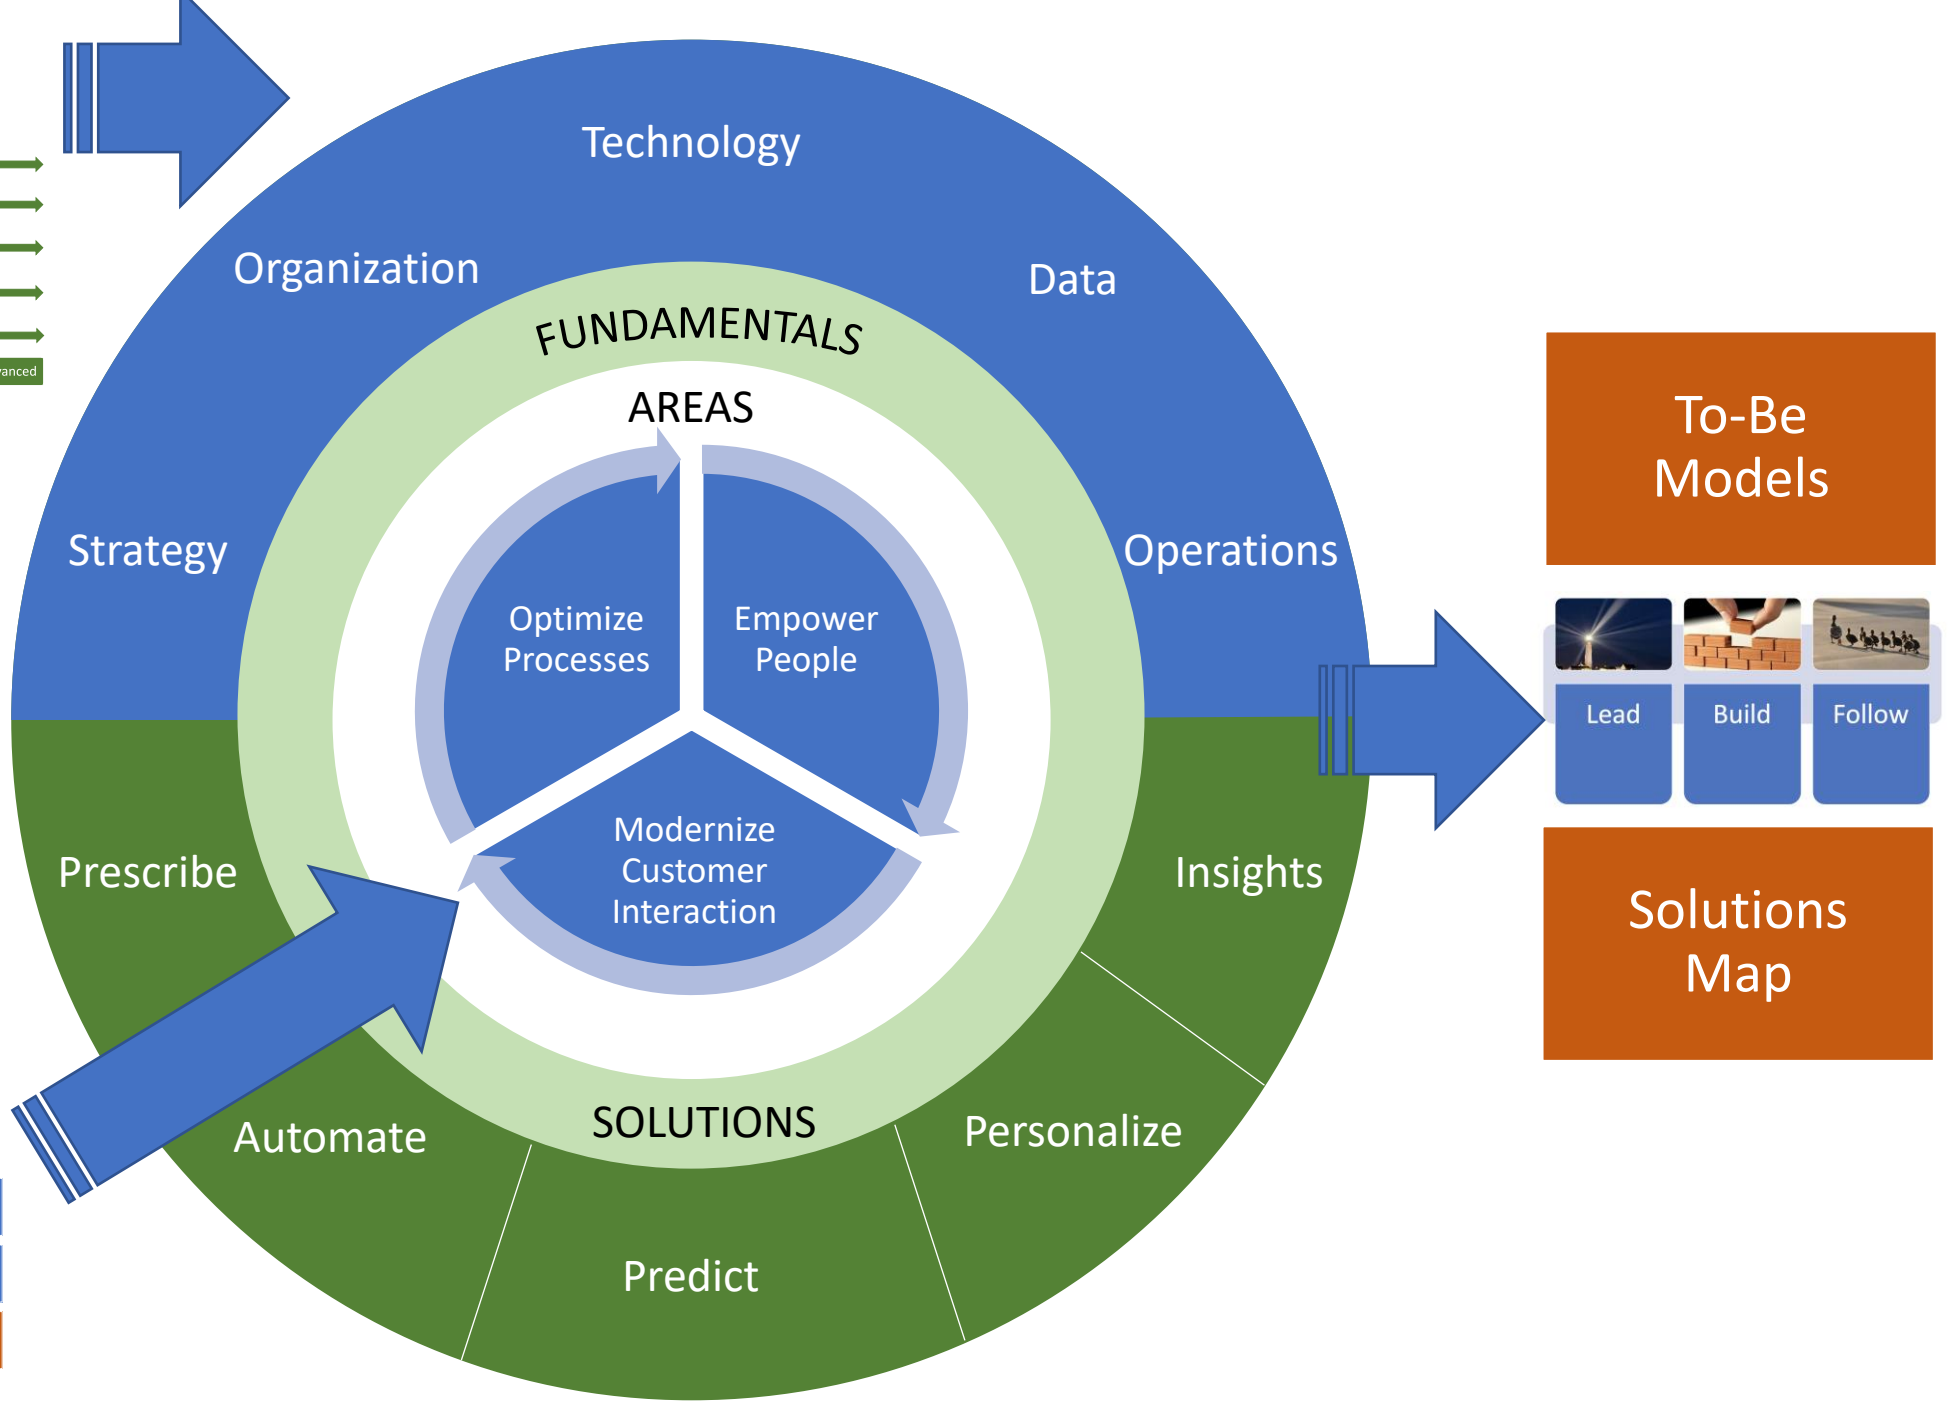 Technology
Organization
Data
FUNDAMENTALS
AREAS
Strategy
Operations
Optimize
Processes
Empower
People
Modernize
Customer
Interaction
Prescribe
Insights
Automate
SOLUTIONS
Personalize
Predict
To-Be
Models
Lead
Build
Follow
Solutions
Map